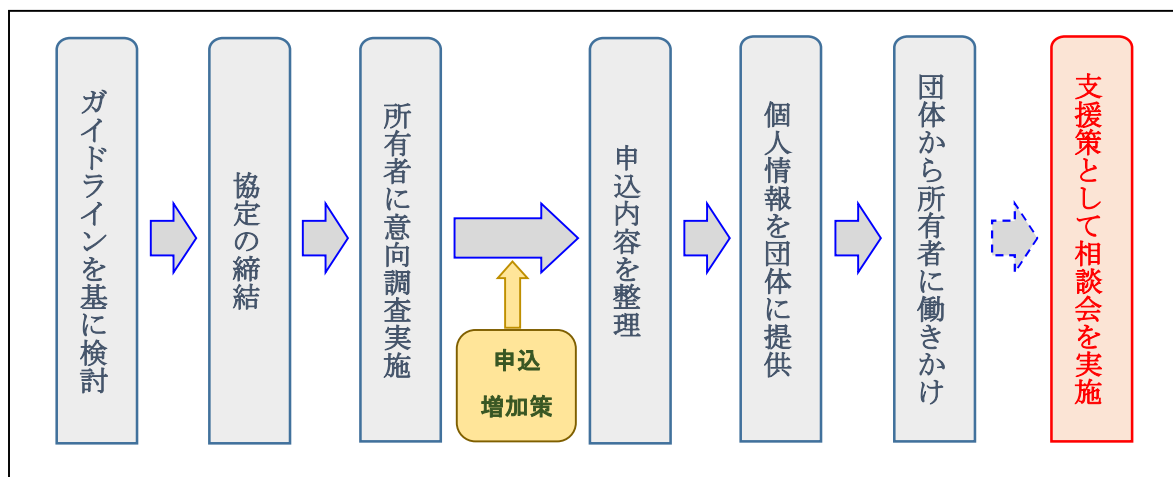 ガイドラインを基に検討
協定の締結
所有者に意向調査実施
申込
増加策
申込内容を整理
個人情報を団体に提供
団体から所有者に働きかけ
支援策として相談会を実施